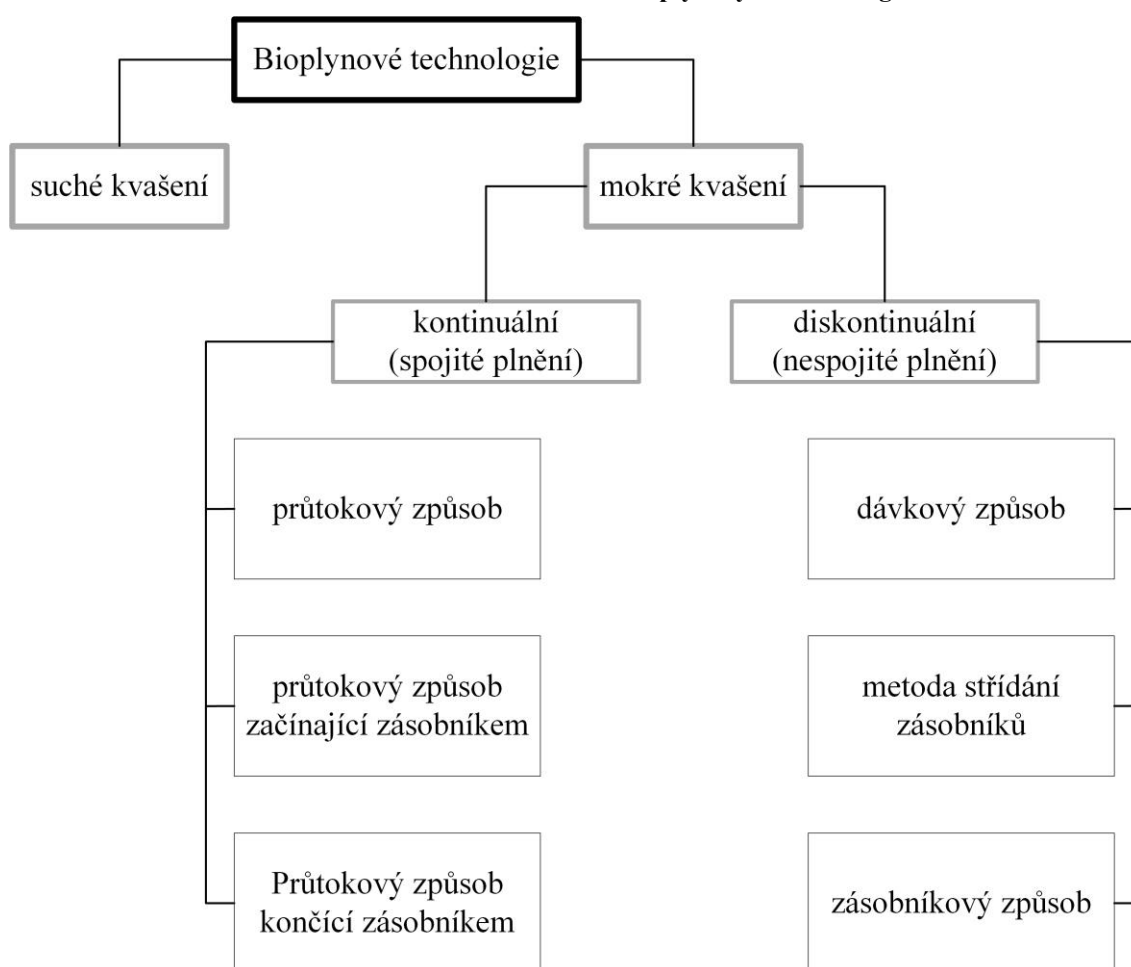 Bioplynové technologie
suché kvašení
mokré kvašení
kontinuální
(spojité plnění)
diskontinuální
(nespojité plnění)
průtokový způsob
dávkový způsob
průtokový způsob
začínající zásobníkem
metoda střídání
zásobníků
Průtokový způsob
končící zásobníkem
zásobníkový způsob